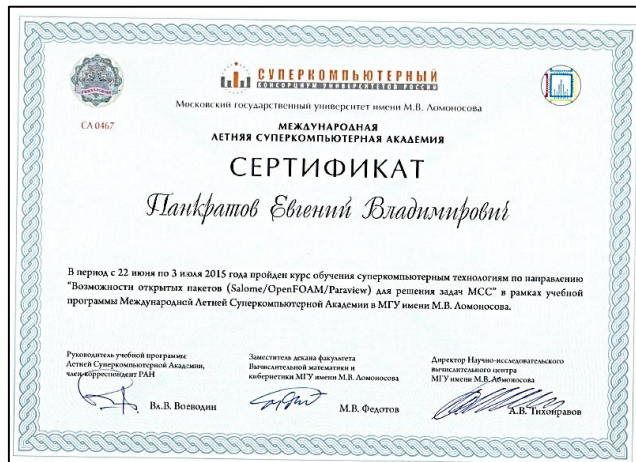 СУПЕРКОМПЬЮТЕРНЫЙ
КОНСОРЦИУМ УНИВЕРСИТЕТОВ РОССИИ
Московский государственный университет имени М.В. Ломоносова
СА 0467
МЕЖДУНАРОДНАЯ
ЛЕТНЯЯ СУПЕРКОМПЬЮТЕРНАЯ АКАДЕМИЯ
СЕРТИФИКАТ
Панкратов Евгений Владимирович
В период с 22 июня по 3 июля 2015 года пройден курс обучения суперкомпьютерным технологиям по направлению
"Возможности открытых пакетов (Salome/OpenFOAM/Paraview) для решения задач МСС" в рамках учебной
программы Международной Летней Суперкомпьютерной Академии в МГУ имени М.В. Ломоносова.
Руководитель учебной программы
Летней Суперкомпьютерной Академии,
член-корреспондент РАН
Вл.В. Воеводин
Заместитель декана факультета
Вычислительной математики и
кибернетики МГУ имени М.В. Ломоносова
М.В. Федотов
Директор Научно-исследовательского
вычислительного центра
МГУ имени М.В. Ломоносова
А.В. Тихонравов